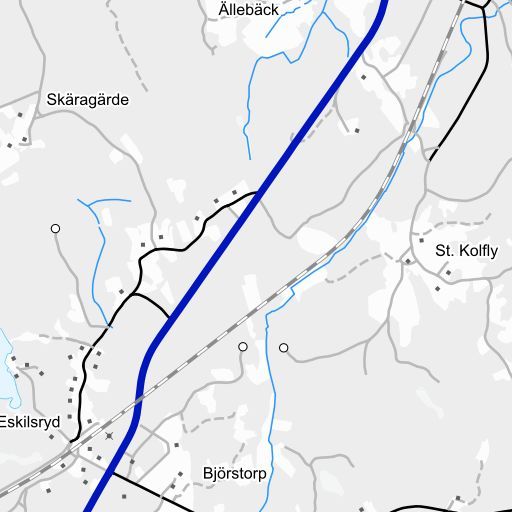 Ällebäck
Skäragärde
St. Kolfly
Eskilsryd
Björstorp